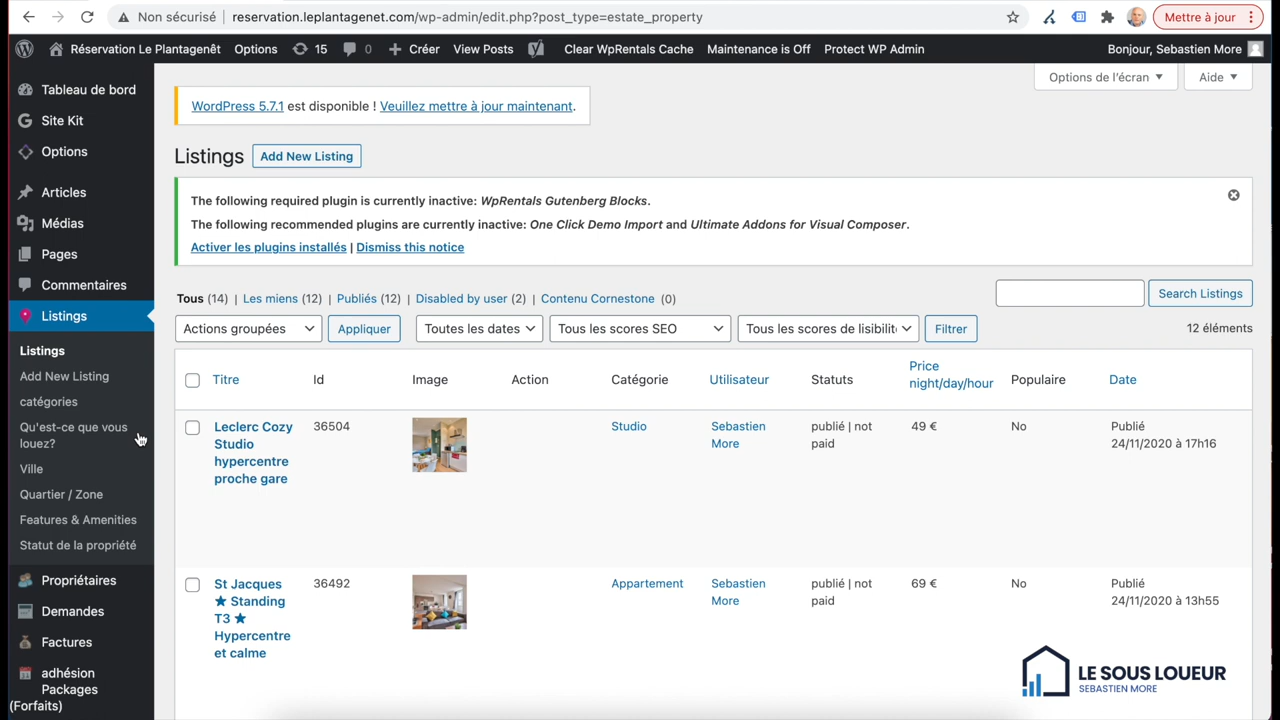 Non sécurisé
reservation.leplantagenet.com/wp-admin/edit.php?post_type=estate_property
Mettre à jour
Réservation Le Plantagenêt
Options
15
0
Créer
View Posts
Clear WpRentals Cache
Maintenance is Off
Protect WP Admin
Bonjour, Sebastien More
Tableau de bord
Site Kit
Options
Articles
Médias
Pages
Commentaires
Listings
Listings
Add New Listing
catégories
Qu'est-ce que vous
louez?
Ville
Quartier / Zone
Features & Amenities
Statut de la propriété
Propriétaires
Demandes
Factures
adhésion
Packages
(Forfaits)
Options de l'écran
Aide
WordPress 5.7.1 est disponible ! Veuillez mettre à jour maintenant.
Listings
Add New Listing
The following required plugin is currently inactive: WpRentals Gutenberg Blocks.
The following recommended plugins are currently inactive: One Click Demo Import and Ultimate Addons for Visual Composer.
Activer les plugins installés | Dismiss this notice
Tous (14) | Les miens (12) | Publiés (12) | Disabled by user (2) | Contenu Cornestone (0)
Search Listings
Actions groupées
Appliquer
Toutes les dates
Tous les scores SEO
Tous les scores de lisibilit
Filtrer
12 éléments
Titre
Id
Image
Action
Catégorie
Utilisateur
Statuts
Price
night/day/hour
Populaire
Date
Leclerc Cozy
Studio
hypercentre
proche gare
36504
Studio
Sebastien
More
publié | not
paid
49 €
No
Publié
24/11/2020 à 17h16
St Jacques
★ Standing
T3 ★
Hypercentre
et calme
36492
Appartement
Sebastien
More
publié | not
paid
69 €
No
Publié
24/11/2020 à 13h55
LE SOUS LOUEUR
SEBASTIEN MORE